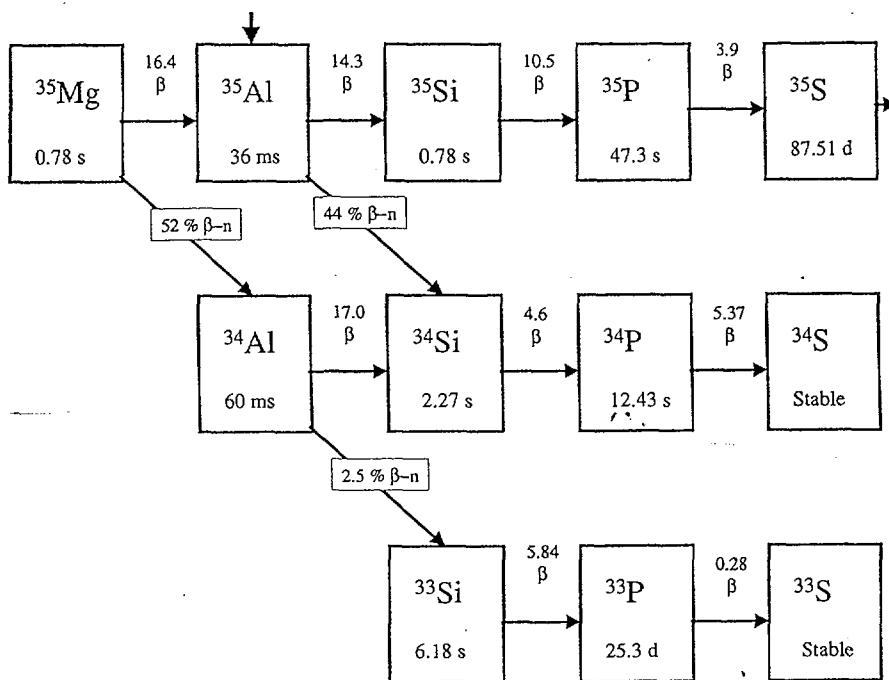 16.4 14.3 10.5 3.9
β β β β
³⁵Mg ³⁵Al ³⁵Si ³⁵P ³⁵S
0.78 s 36 ms 0.78 s 47.3 s 87.51 d
52 % β–n 44 % β–n
17.0 4.6 5.37
β β β
³⁴Al ³⁴Si ³⁴P ³⁴S
60 ms 2.27 s 12.43 s Stable
2.5 % β–n
5.84 0.28
β β
³³Si ³³P ³³S
6.18 s 25.3 d Stable